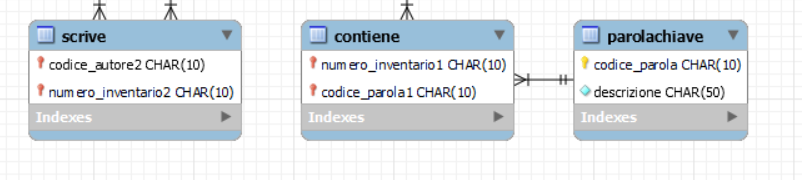 scrive
codice_autore2 CHAR(10)
numero_inventario2 CHAR(10)
Indexes
contiene
numero_inventario1 CHAR(10)
codice_parola1 CHAR(10)
Indexes
parolachiave
codice_parola CHAR(10)
descrizione CHAR(50)
Indexes